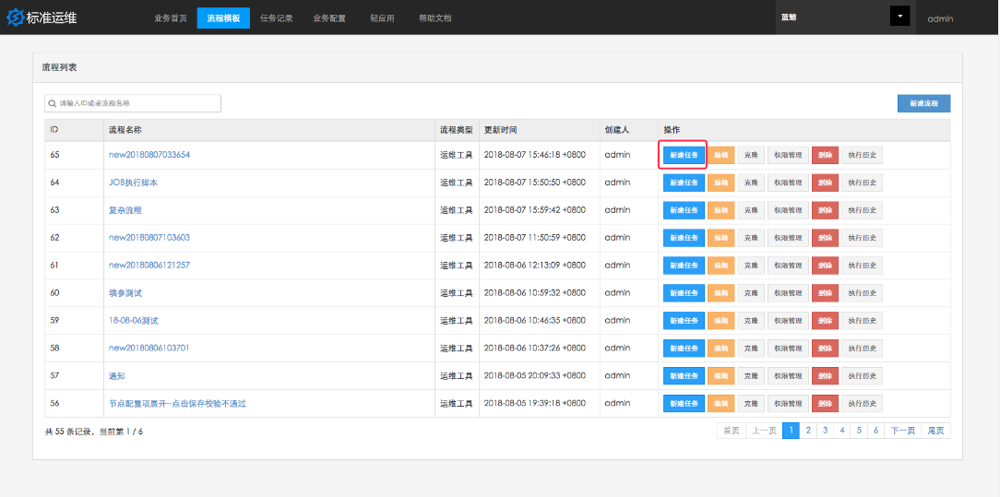 标准运维 业务首页 流程模板 任务记录 业务配置 轻应用 帮助文档 蓝鲸 admin
流程列表
请输入ID或者流程名称 新建流程
ID 流程名称 流程类型 更新时间 创建人 操作
65 new20180807033654 运维工具 2018-08-07 15:46:18 +0800 admin 新建任务 编辑 克隆 权限管理 删除 执行历史
64 JOB执行脚本 运维工具 2018-08-07 15:50:50 +0800 admin 新建任务 编辑 克隆 权限管理 删除 执行历史
63 复杂流程 运维工具 2018-08-07 15:59:42 +0800 admin 新建任务 编辑 克隆 权限管理 删除 执行历史
62 new20180807103603 运维工具 2018-08-07 11:50:59 +0800 admin 新建任务 编辑 克隆 权限管理 删除 执行历史
61 new20180806121257 运维工具 2018-08-06 12:13:09 +0800 admin 新建任务 编辑 克隆 权限管理 删除 执行历史
60 填参测试 运维工具 2018-08-06 10:59:32 +0800 admin 新建任务 编辑 克隆 权限管理 删除 执行历史
59 18-08-06测试 运维工具 2018-08-06 10:46:35 +0800 admin 新建任务 编辑 克隆 权限管理 删除 执行历史
58 new20180806103701 运维工具 2018-08-06 10:37:26 +0800 admin 新建任务 编辑 克隆 权限管理 删除 执行历史
57 通知 运维工具 2018-08-05 20:09:33 +0800 admin 新建任务 编辑 克隆 权限管理 删除 执行历史
56 节点配置项展开--点击保存校验不通过 运维工具 2018-08-05 19:39:18 +0800 admin 新建任务 编辑 克隆 权限管理 删除 执行历史
共 55 条记录，当前第 1 / 6 首页 上一页 1 2 3 4 5 6 下一页 尾页